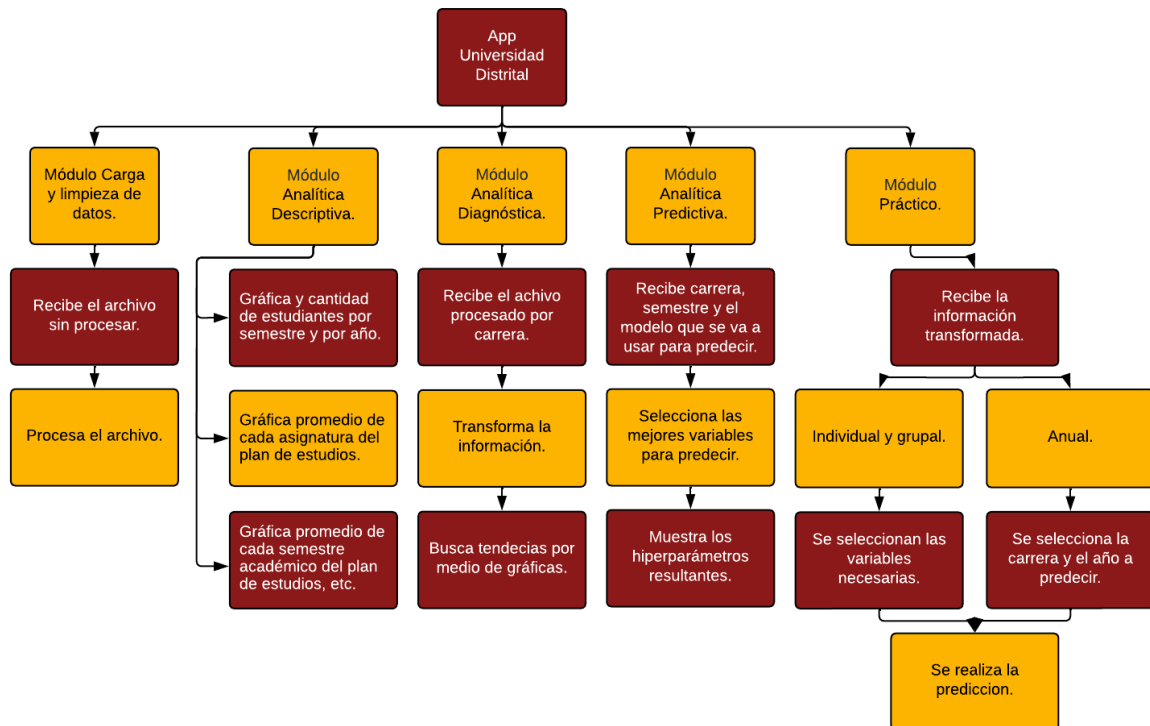 App
Universidad
Distrital
Módulo Carga
y limpieza de
datos.
Módulo
Analítica
Descriptiva.
Módulo
Analítica
Diagnóstica.
Módulo
Analítica
Predictiva.
Módulo
Práctico.
Recibe el archivo
sin procesar.
Gráfica y cantidad
de estudiantes por
semestre y por año.
Recibe el achivo
procesado por
carrera.
Recibe carrera,
semestre y el
modelo que se va a
usar para predecir.
Recibe la
información
transformada.
Procesa el archivo.
Gráfica promedio de
cada asignatura del
plan de estudios.
Transforma la
información.
Selecciona las
mejores variables
para predecir.
Individual y grupal.
Anual.
Gráfica promedio de
cada semestre
académico del plan
de estudios, etc.
Busca tendecias por
medio de gráficas.
Muestra los
hiperparámetros
resultantes.
Se seleccionan las
variables
necesarias.
Se selecciona la
carrera y el año a
predecir.
Se realiza la
prediccion.